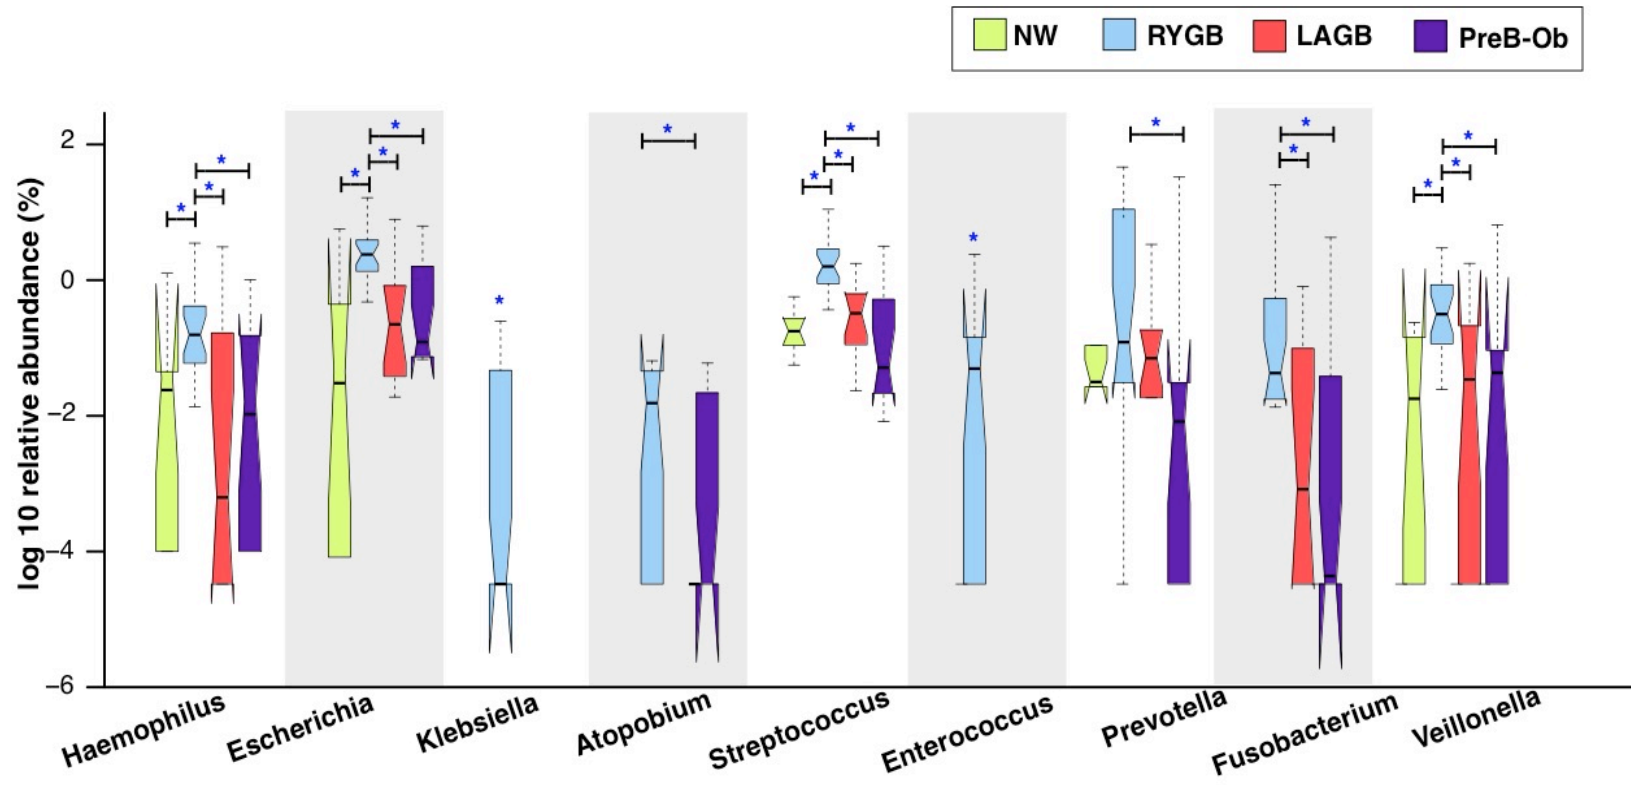 NW RYGB LAGB PreB-Ob
log 10 relative abundance (%)
2
0
−2
−4
−6
* * *
* * *
*
*
* * *
*
*
* *
* * *
Haemophilus
Escherichia
Klebsiella
Atopobium
Streptococcus
Enterococcus
Prevotella
Fusobacterium
Veillonella